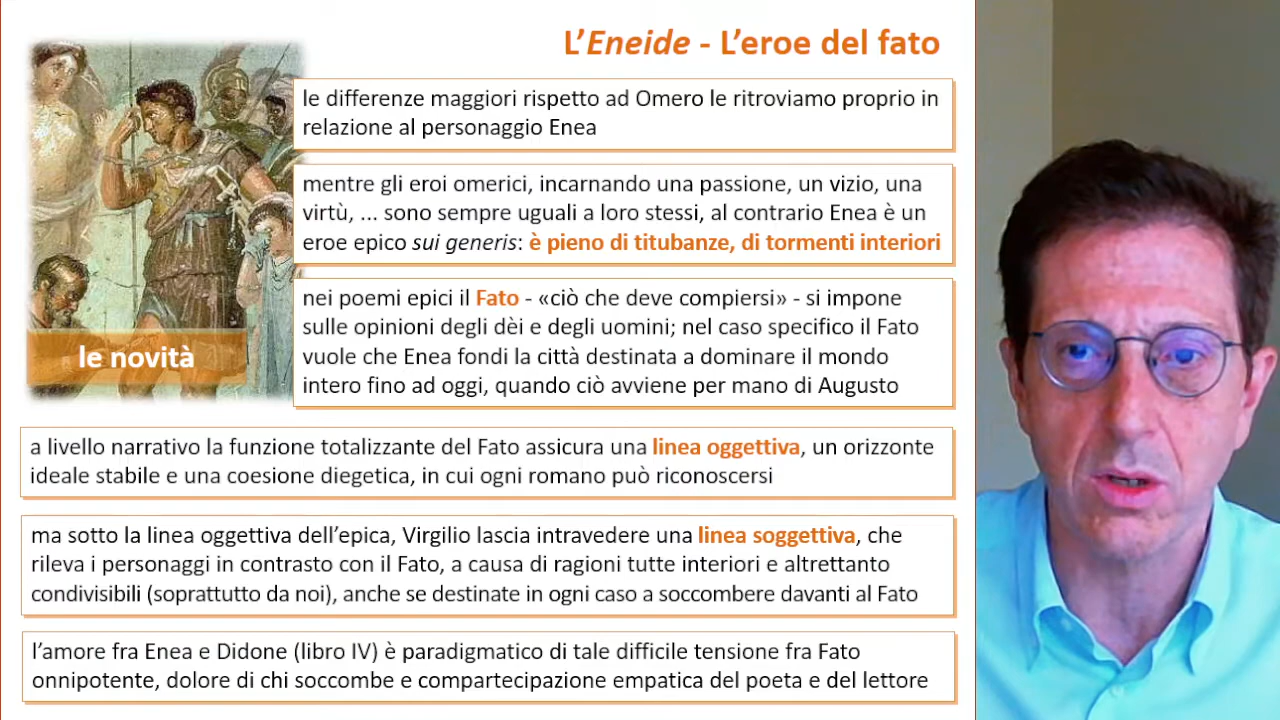 L'Eneide - L'eroe del fato
le differenze maggiori rispetto ad Omero le ritroviamo proprio in
relazione al personaggio Enea
mentre gli eroi omerici, incarnando una passione, un vizio, una
virtù, ... sono sempre uguali a loro stessi, al contrario Enea è un
eroe epico sui generis: è pieno di titubanze, di tormenti interiori
nei poemi epici il Fato - «ciò che deve compiersi» - si impone
sulle opinioni degli dèi e degli uomini; nel caso specifico il Fato
vuole che Enea fondi la città destinata a dominare il mondo
intero fino ad oggi, quando ciò avviene per mano di Augusto
le novità
a livello narrativo la funzione totalizzante del Fato assicura una linea oggettiva, un orizzonte
ideale stabile e una coesione diegetica, in cui ogni romano può riconoscersi
ma sotto la linea oggettiva dell'epica, Virgilio lascia intravedere una linea soggettiva, che
rileva i personaggi in contrasto con il Fato, a causa di ragioni tutte interiori e altrettanto
condivisibili (soprattutto da noi), anche se destinate in ogni caso a soccombere davanti al Fato
l'amore fra Enea e Didone (libro IV) è paradigmatico di tale difficile tensione fra Fato
onnipotente, dolore di chi soccombe e compartecipazione empatica del poeta e del lettore